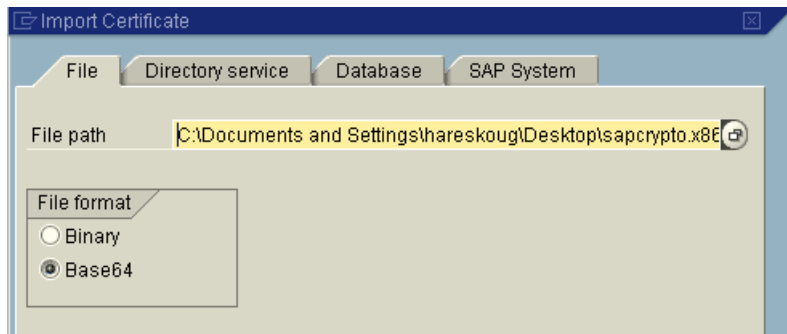 Import Certificate
File Directory service Database SAP System
File path C:\Documents and Settings\hareskoug\Desktop\sapcrypto.x86
File format
Binary
Base64